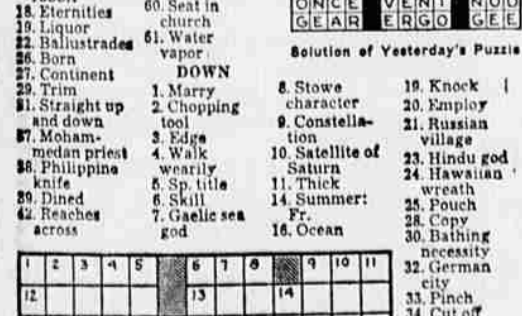 18. Eternities
19. Liquor
22. Ballustrades
26. Born
27. Continent
29. Trim
31. Straight up
and down
37. Moham-
medan priest
38. Philippine
knife
39. Dined
42. Reaches
across
60. Seat in
church
61. Water
vapor
DOWN
1. Marry
2. Chopping
tool
3. Edge
4. Walk
wearily
5. Sp. title
6. Skill
7. Gaelic sea
god
ONCE VENT NOD
GEAR ERGO GEE
Solution of Yesterday's Puzzle
8. Stowe
character
9. Constella-
tion
10. Satellite of
Saturn
11. Thick
14. Summer:
Fr.
16. Ocean
19. Knock
20. Employ
21. Russian
village
23. Hindu god
24. Hawaiian
wreath
25. Pouch
28. Copy
30. Bathing
necessity
32. German
city
33. Pinch
34. Cut off
1 2 3 4 5 6 7 8 9 10 11
12 13 14